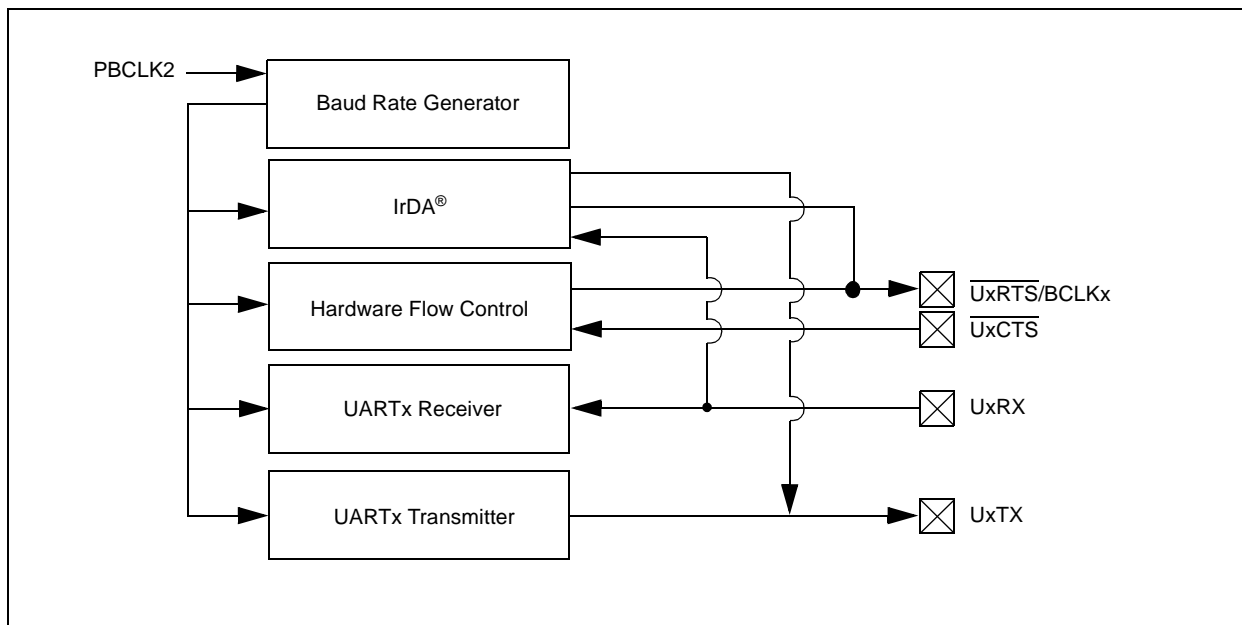 PBCLK2
Baud Rate Generator
IrDA®
Hardware Flow Control
UxRTS/BCLKx
UxCTS
UARTx Receiver
UxRX
UARTx Transmitter
UxTX